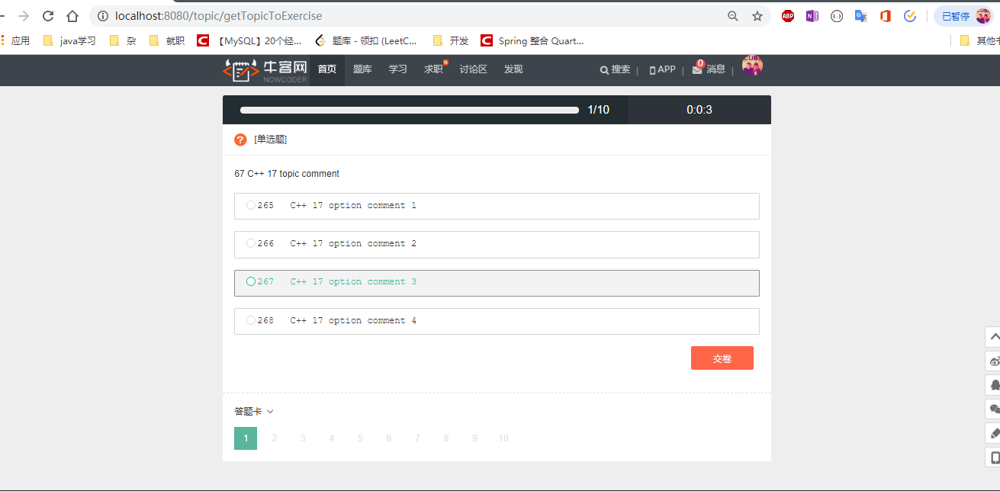 localhost:8080/topic/getTopicToExercise
ABP
N
已暂停
应用
java学习
杂
就职
C
【MySQL】20个经...
题库 - 领扣 (LeetC...
开发
C
Spring 整合 Quart...
其他书
牛客网
NOWCODER
首页
题库
学习
求职
N
讨论区
发现
搜索
|
APP
|
0
消息
|
1/10
0:0:3
?
[单选题]
67 C++ 17 topic comment
265 C++ 17 option comment 1
266 C++ 17 option comment 2
267 C++ 17 option comment 3
268 C++ 17 option comment 4
交卷
答题卡
1 2 3 4 5 6 7 8 9 10